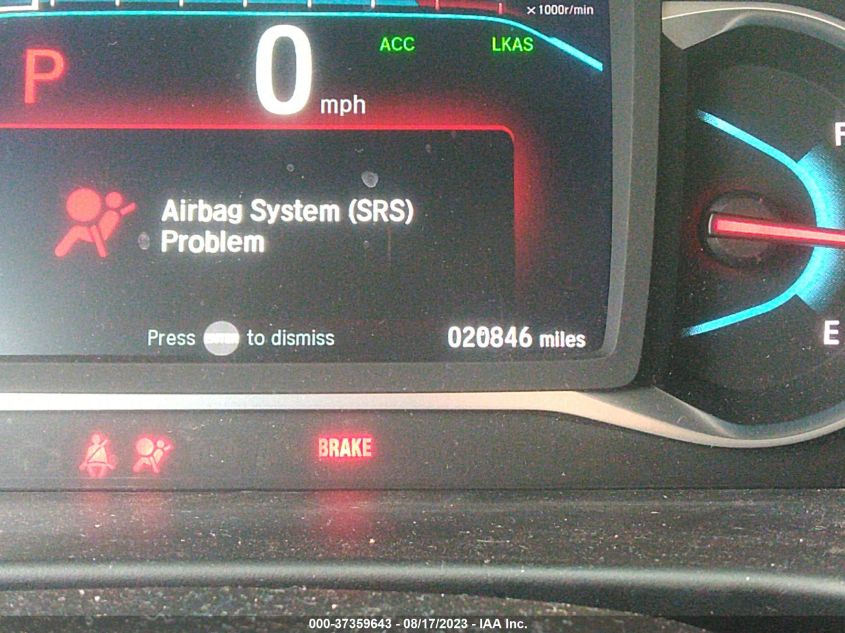 ×1000r/min
P
0 mph
ACC
LKAS
F
Airbag System (SRS)
Problem
Press ENTER to dismiss
020846 miles
E
BRAKE
000-37359643 - 08/17/2023 - IAA Inc.